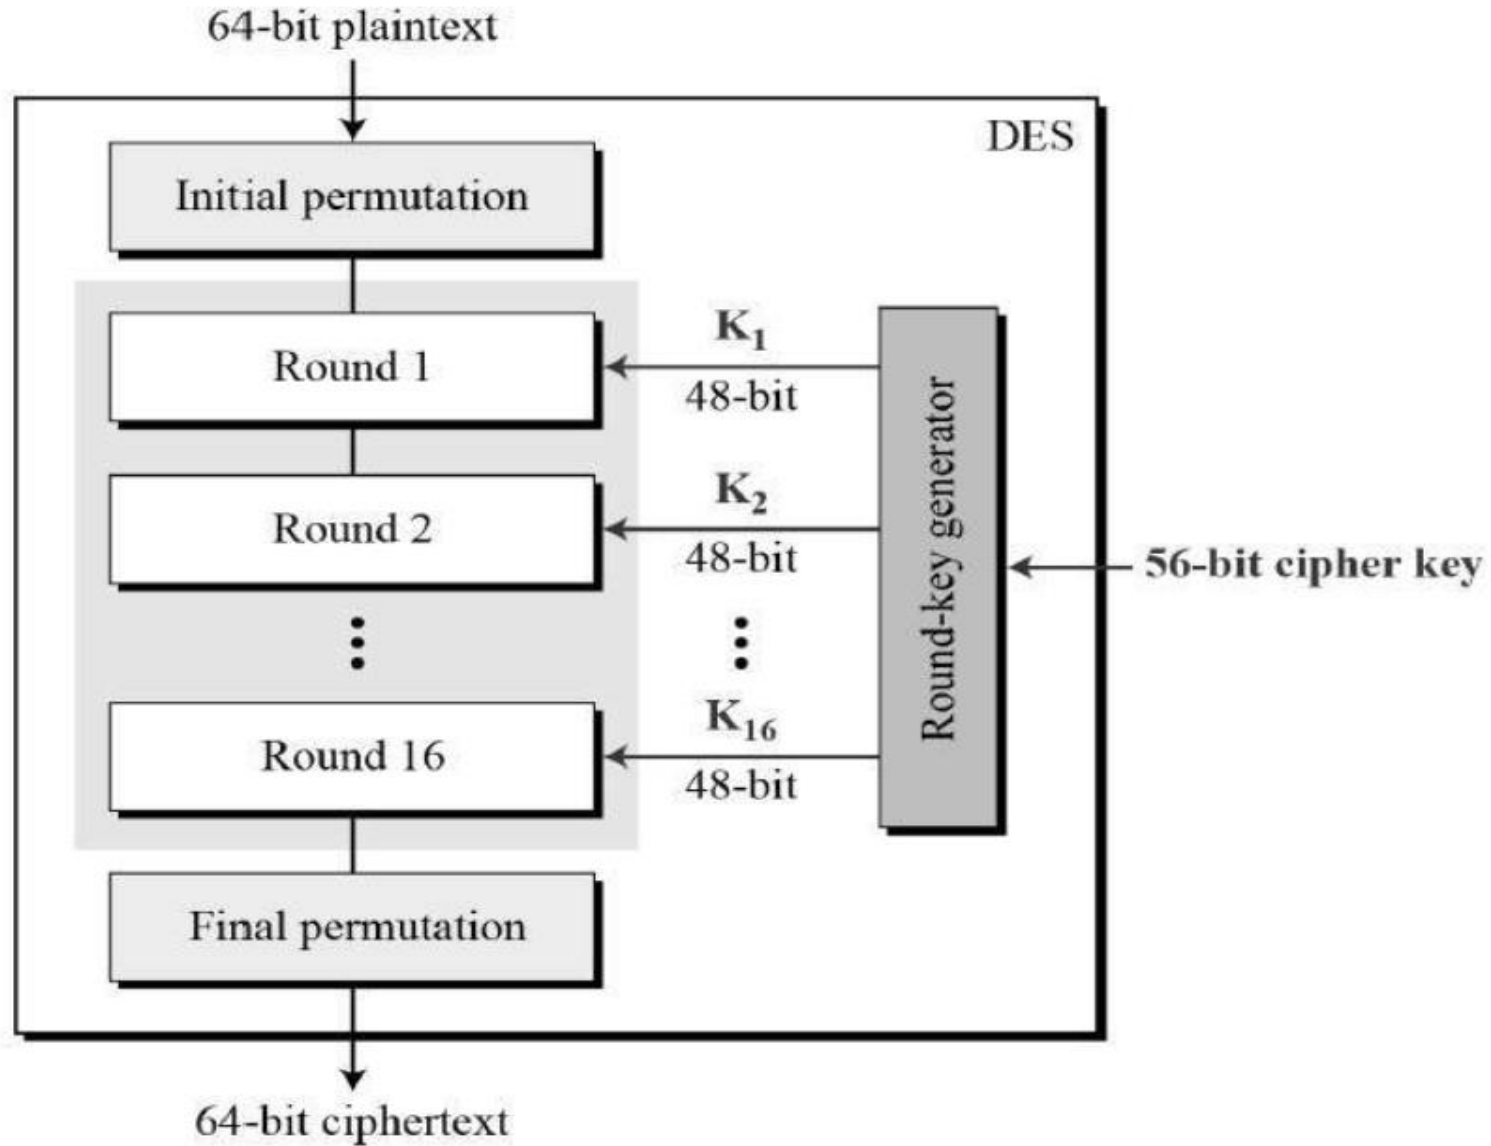 64-bit plaintext
DES
Initial permutation
K1
Round 1
48-bit
K2
Round 2
48-bit
Round-key generator
56-bit cipher key
K16
Round 16
48-bit
Final permutation
64-bit ciphertext